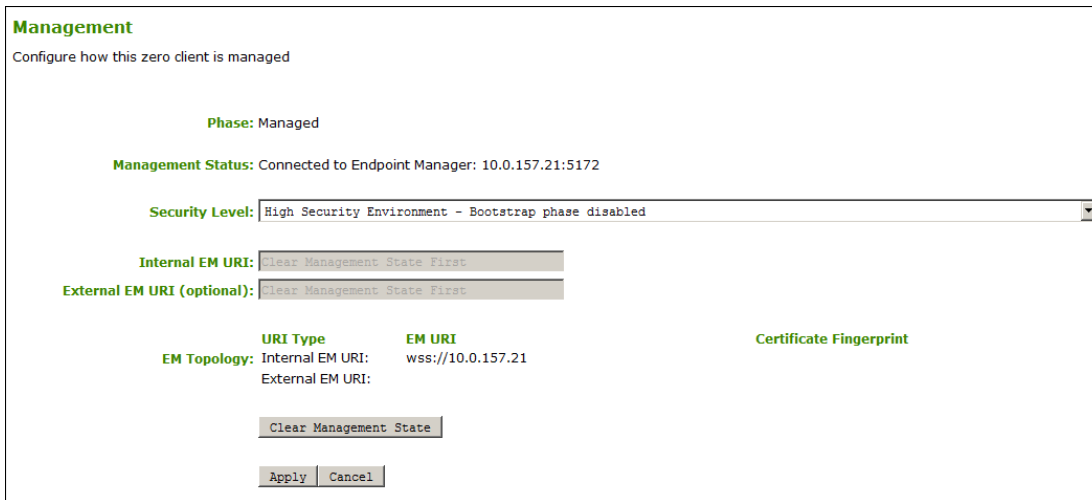 Management
Configure how this zero client is managed
Phase: Managed
Management Status: Connected to Endpoint Manager: 10.0.157.21:5172
Security Level: High Security Environment - Bootstrap phase disabled
Internal EM URI: Clear Management State First
External EM URI (optional): Clear Management State First
URI Type EM URI Certificate Fingerprint
EM Topology: Internal EM URI: wss://10.0.157.21
External EM URI:
Clear Management State
Apply Cancel